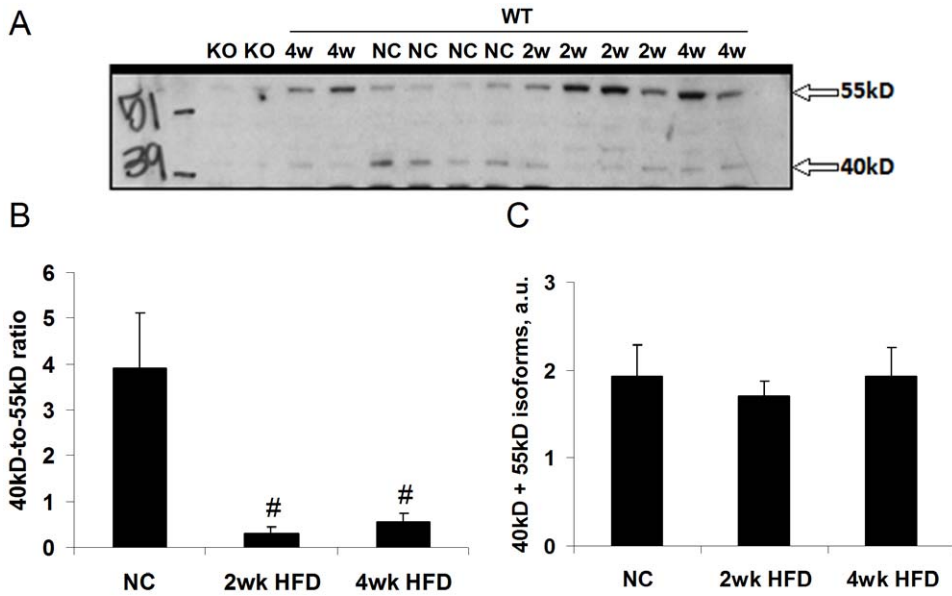 A
WT
KO KO 4w 4w NC NC NC NC 2w 2w 2w 2w 4w 4w
51
55kD
39
40kD
B
40kD-to-55kD ratio
6
5
4
3
2
1
0
#
#
NC 2wk HFD 4wk HFD
C
40kD + 55kD isoforms, a.u.
3
2
1
0
NC 2wk HFD 4wk HFD